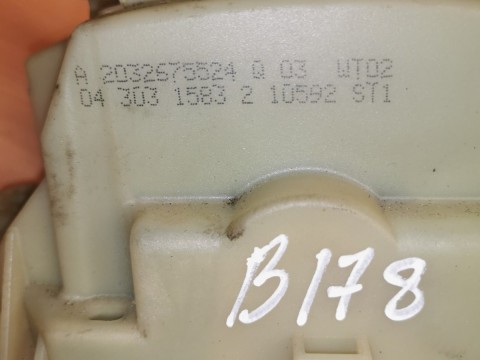 A 2032675524 Q 03 WT02
04 303 1583 2 10592 ST1
B178